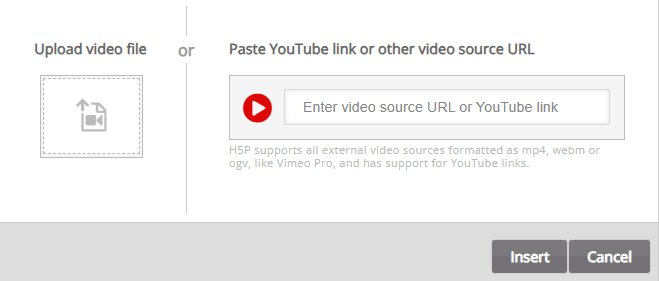 Upload video file
or
Paste YouTube link or other video source URL
Enter video source URL or YouTube link
H5P supports all external video sources formatted as mp4, webm or
ogv, like Vimeo Pro, and has support for YouTube links.
Insert
Cancel